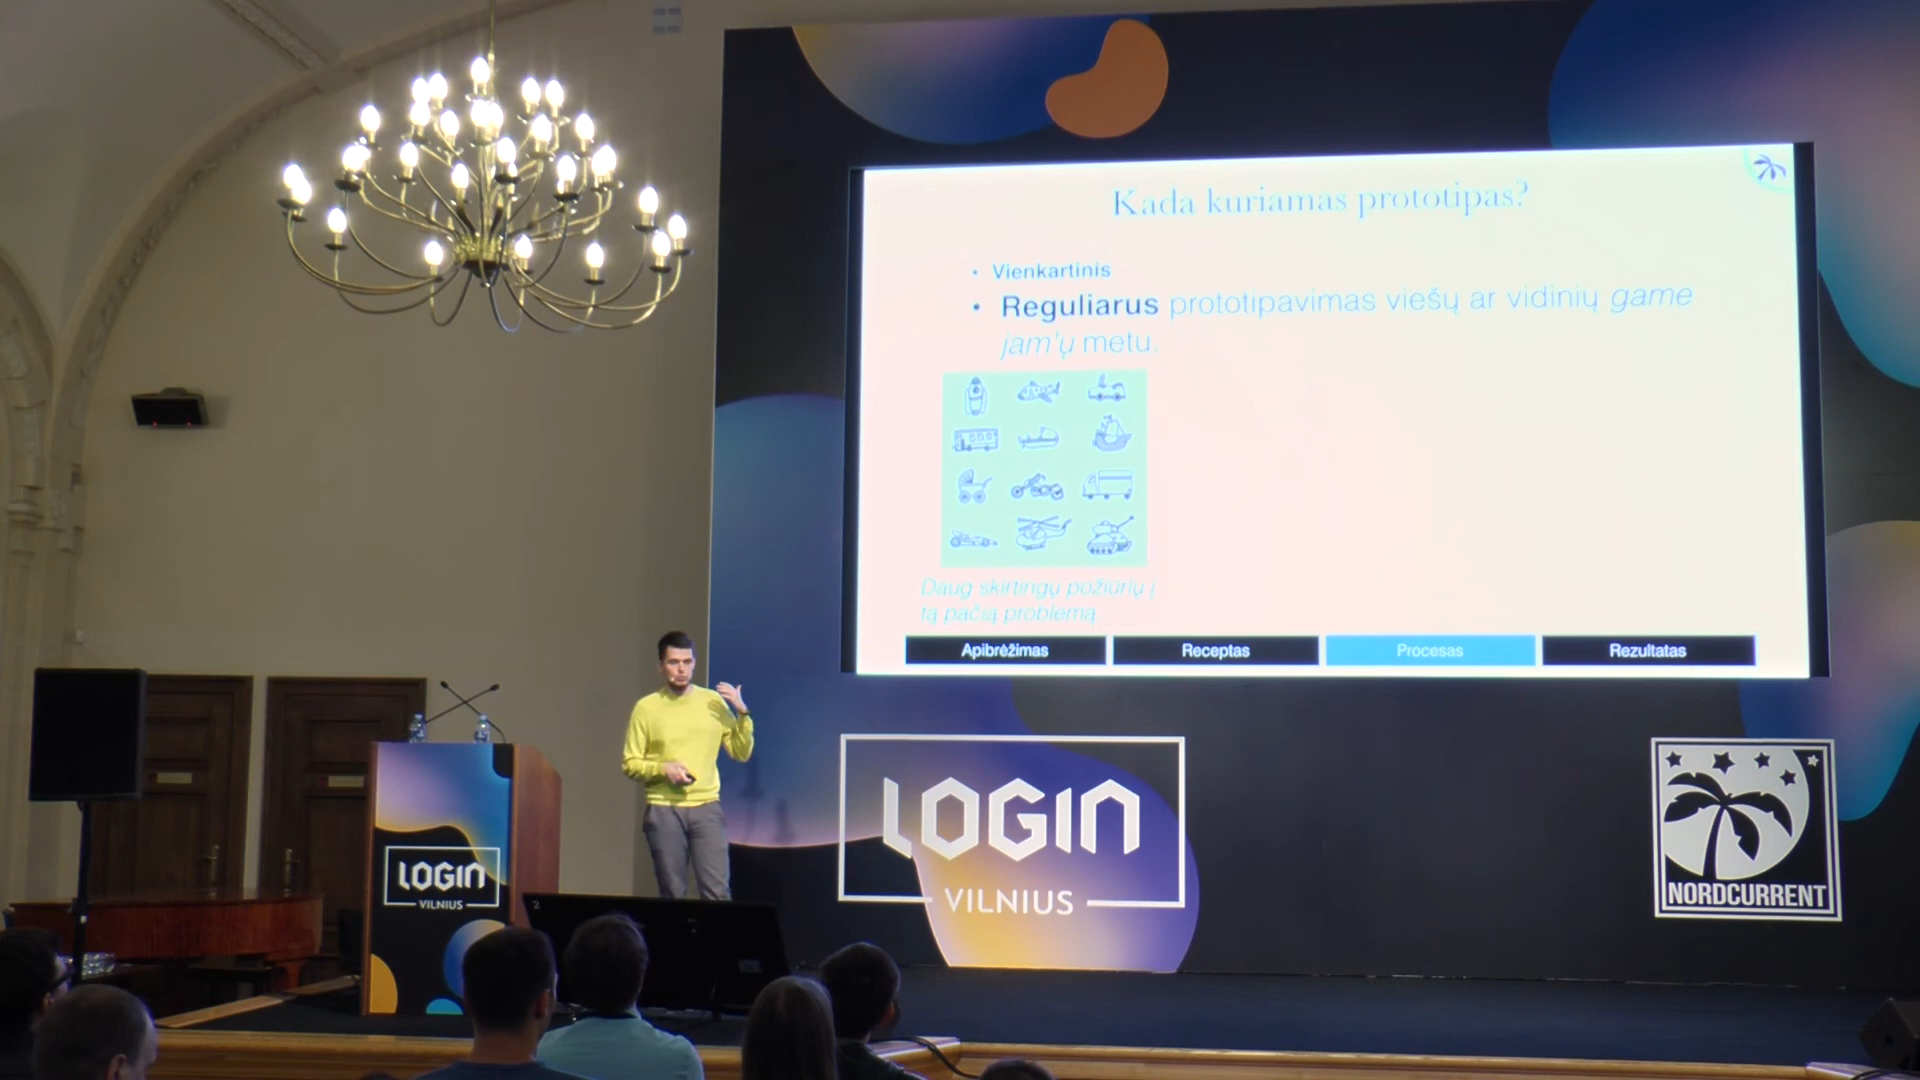 Kada kuriamas prototipas?
• Vienkartinis
• Reguliarus prototipavimas viešų ar vidinių game
jam'ų metu.
Daug skirtingų požiūrių į
tą pačią problemą
Apibrėžimas
Receptas
Procesas
Rezultatas
LOGIN
VILNIUS
NORDCURRENT
LOGIN
VILNIUS
2